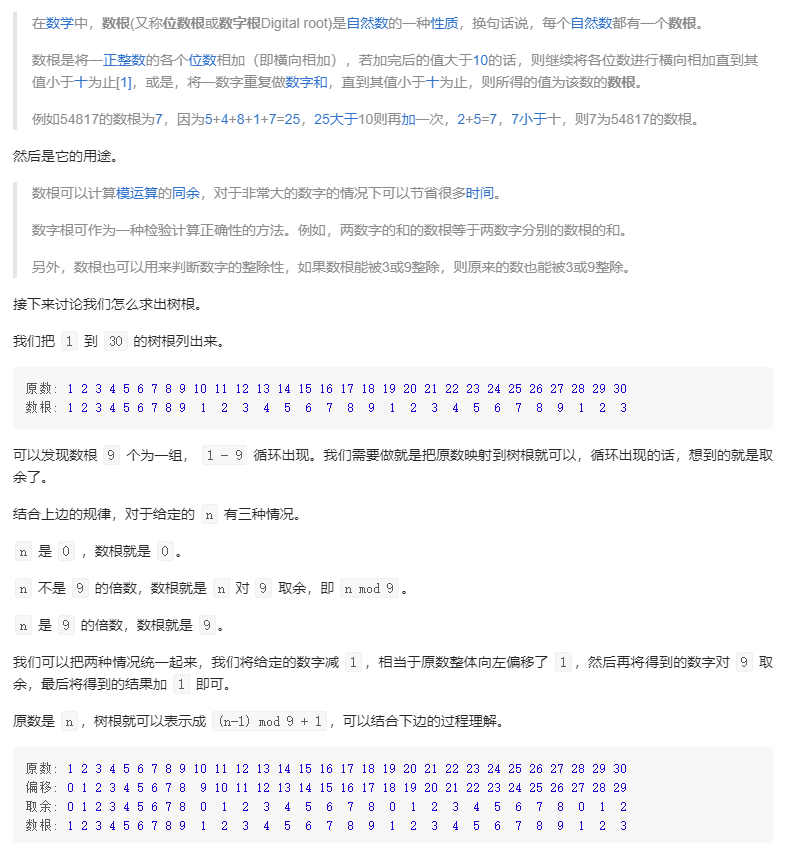 在数学中，数根(又称位数根或数字根Digital root)是自然数的一种性质，换句话说，每个自然数都有一个数根。
数根是将一正整数的各个位数相加（即横向相加），若加完后的值大于10的话，则继续将各位数进行横向相加直到其
值小于十为止[1]，或是，将一数字重复做数字和，直到其值小于十为止，则所得的值为该数的数根。
例如54817的数根为7，因为5+4+8+1+7=25，25大于10则再加一次，2+5=7，7小于十，则7为54817的数根。
然后是它的用途。
数根可以计算模运算的同余，对于非常大的数字的情况下可以节省很多时间。
数字根可作为一种检验计算正确性的方法。例如，两数字的和的数根等于两数字分别的数根的和。
另外，数根也可以用来判断数字的整除性，如果数根能被3或9整除，则原来的数也能被3或9整除。
接下来讨论我们怎么求出树根。
我们把 1 到 30 的树根列出来。
原数: 1 2 3 4 5 6 7 8 9 10 11 12 13 14 15 16 17 18 19 20 21 22 23 24 25 26 27 28 29 30
数根: 1 2 3 4 5 6 7 8 9 1 2 3 4 5 6 7 8 9 1 2 3 4 5 6 7 8 9 1 2 3
可以发现数根 9 个为一组， 1 - 9 循环出现。我们需要做就是把原数映射到树根就可以，循环出现的话，想到的就是取
余了。
结合上边的规律，对于给定的 n 有三种情况。
n 是 0 ，数根就是 0 。
n 不是 9 的倍数，数根就是 n 对 9 取余，即 n mod 9 。
n 是 9 的倍数，数根就是 9 。
我们可以把两种情况统一起来，我们将给定的数字减 1 ，相当于原数整体向左偏移了 1 ，然后再将得到的数字对 9 取
余，最后将得到的结果加 1 即可。
原数是 n ，树根就可以表示成 (n-1) mod 9 + 1 ，可以结合下边的过程理解。
原数: 1 2 3 4 5 6 7 8 9 10 11 12 13 14 15 16 17 18 19 20 21 22 23 24 25 26 27 28 29 30
偏移: 0 1 2 3 4 5 6 7 8 9 10 11 12 13 14 15 16 17 18 19 20 21 22 23 24 25 26 27 28 29
取余: 0 1 2 3 4 5 6 7 8 0 1 2 3 4 5 6 7 8 0 1 2 3 4 5 6 7 8 0 1 2
数根: 1 2 3 4 5 6 7 8 9 1 2 3 4 5 6 7 8 9 1 2 3 4 5 6 7 8 9 1 2 3